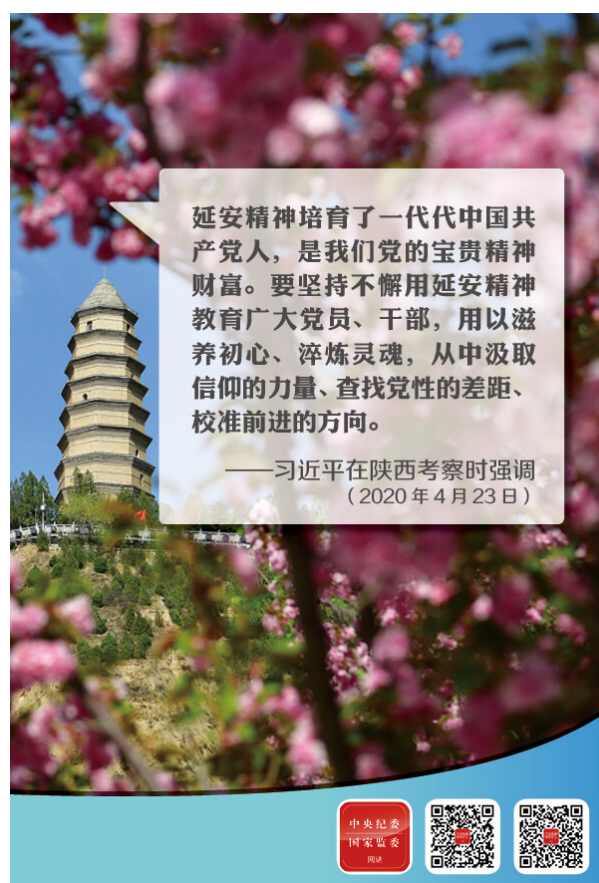 延安精神培育了一代代中国共
产党人，是我们党的宝贵精神
财富。要坚持不懈用延安精神
教育广大党员、干部，用以滋
养初心、淬炼灵魂，从中汲取
信仰的力量、查找党性的差距、
校准前进的方向。
——习近平在陕西考察时强调
（2020年4月23日）
中央纪委
国家监委
网站